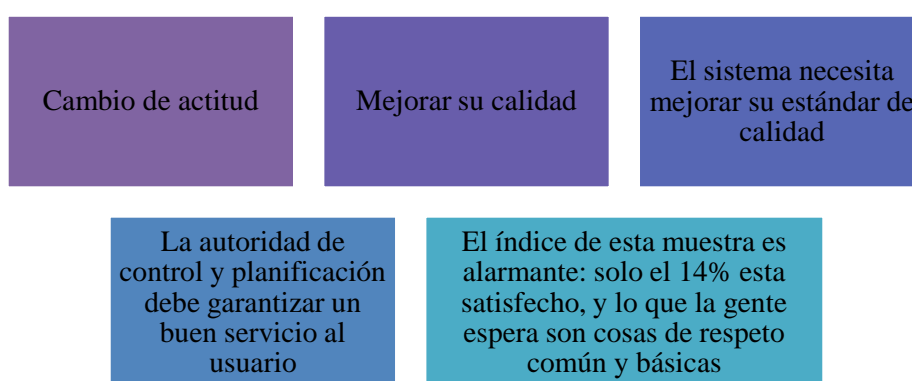 Cambio de actitud
Mejorar su calidad
El sistema necesita
mejorar su estándar de
calidad
La autoridad de
control y planificación
debe garantizar un
buen servicio al
usuario
El índice de esta muestra es
alarmante: solo el 14% esta
satisfecho, y lo que la gente
espera son cosas de respeto
común y básicas